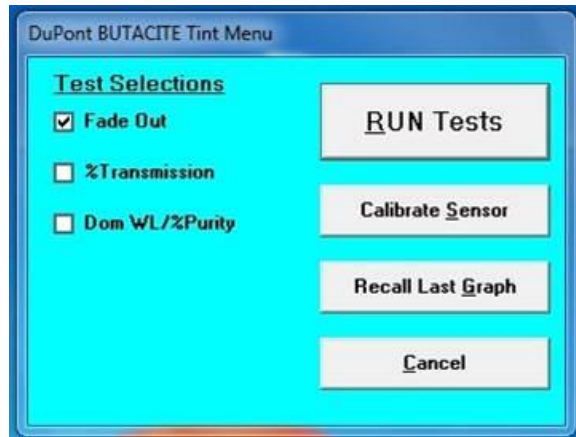 DuPont BUTACITE Tint Menu
Test Selections
Fade Out
%Transmission
Dom WL/%Purity
RUN Tests
Calibrate Sensor
Recall Last Graph
Cancel